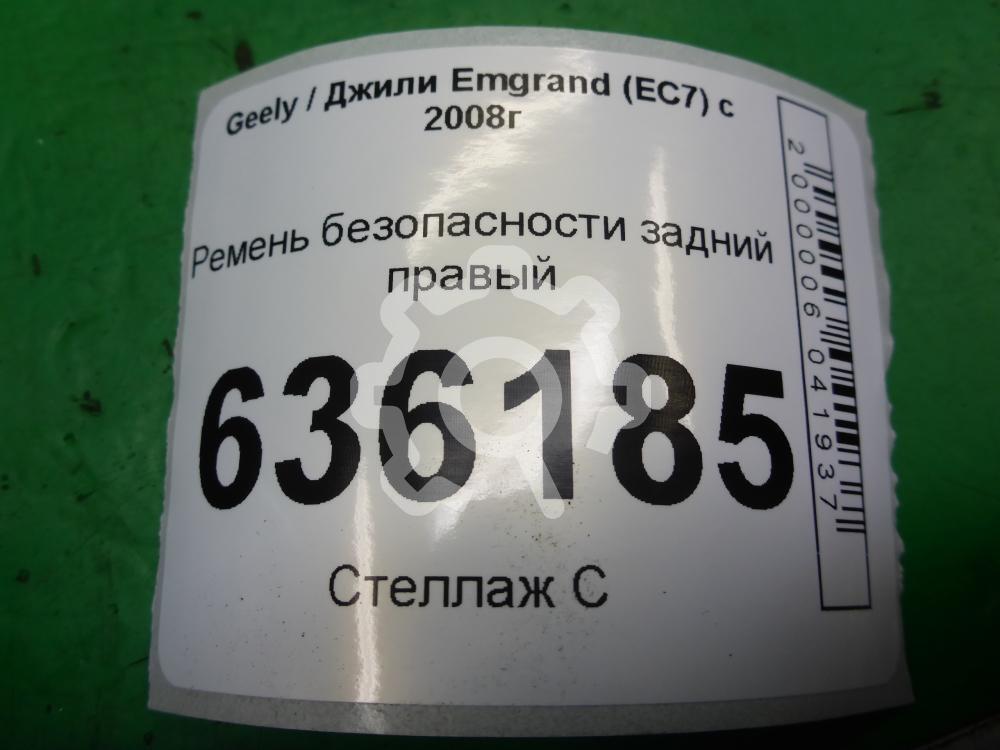 Geely / Джили Emgrand (EC7) с
2008г
Ремень безопасности задний
правый
636185
Стеллаж С
2000006041937